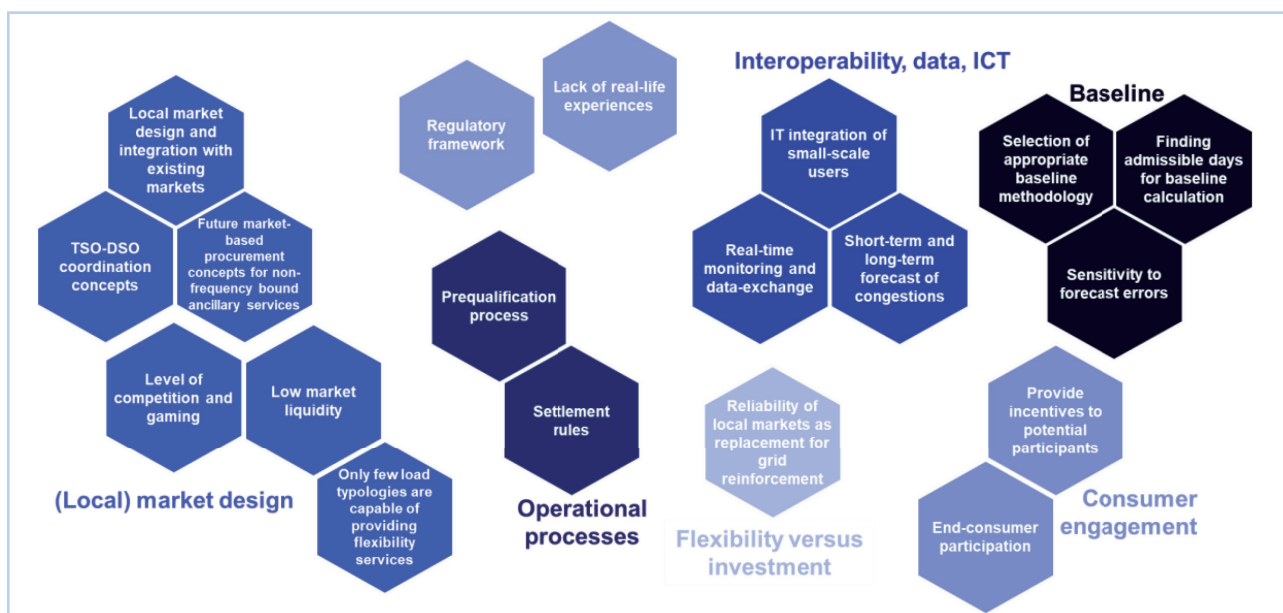 Local market
design and
integration with
existing
markets
TSO-DSO
coordination
concepts
Future market-
based
procurement
concepts for non-
frequency bound
ancillary services
Level of
competition and
gaming
Low market
liquidity
Only few load
typologies are
capable of
providing
flexibility
services
(Local) market design
Regulatory
framework
Lack of real-life
experiences
Prequalification
process
Settlement
rules
Operational
processes
Interoperability, data, ICT
IT integration of
small-scale
users
Real-time
monitoring and
data-exchange
Short-term and
long-term
forecast of
congestions
Reliability of
local markets as
replacement for
grid
reinforcement
Flexibility versus
investment
Baseline
Selection of
appropriate
baseline
methodology
Finding
admissible days
for baseline
calculation
Sensitivity to
forecast errors
Provide
incentives to
potential
participants
End-consumer
participation
Consumer
engagement